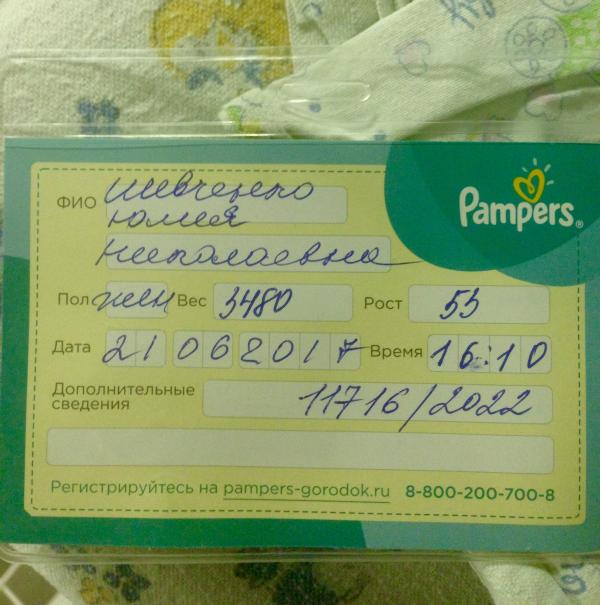 Pampers®
ФИО Шевченко
Юлия
Николаевна
Пол жен Вес 3480 Рост 53
Дата 21 06 2017 Время 16:10
Дополнительные
сведения 11716/2022
Регистрируйтесь на pampers-gorodok.ru 8-800-200-700-8